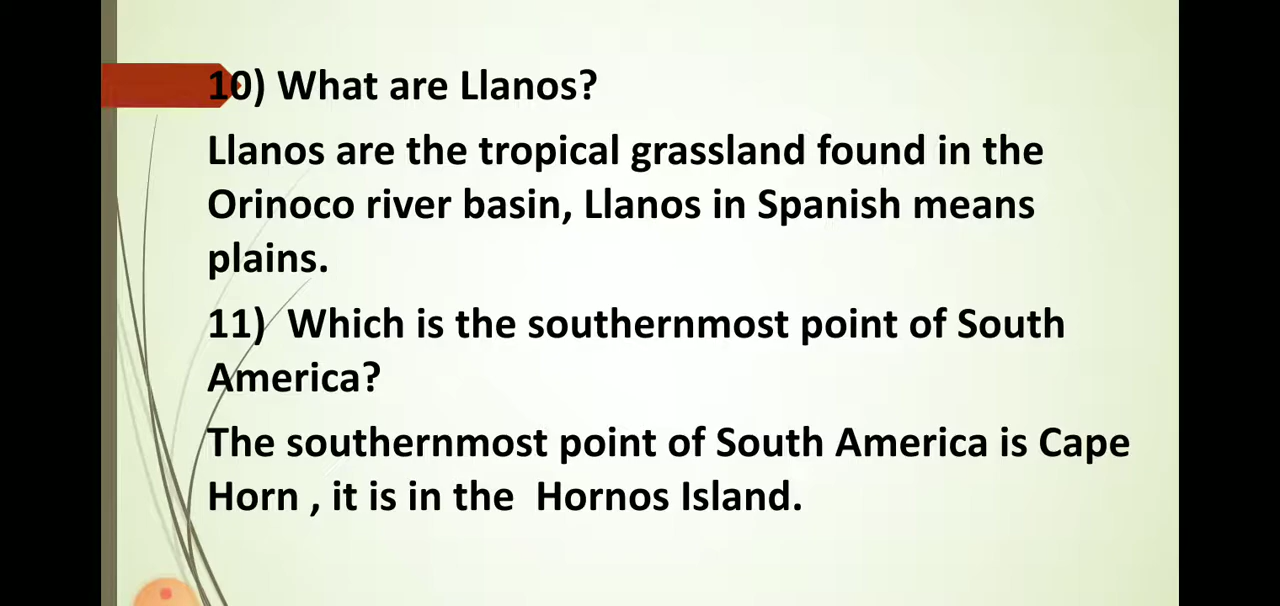 10) What are Llanos?
Llanos are the tropical grassland found in the
Orinoco river basin, Llanos in Spanish means
plains.
11)  Which is the southernmost point of South
America?
The southernmost point of South America is Cape
Horn , it is in the  Hornos Island.